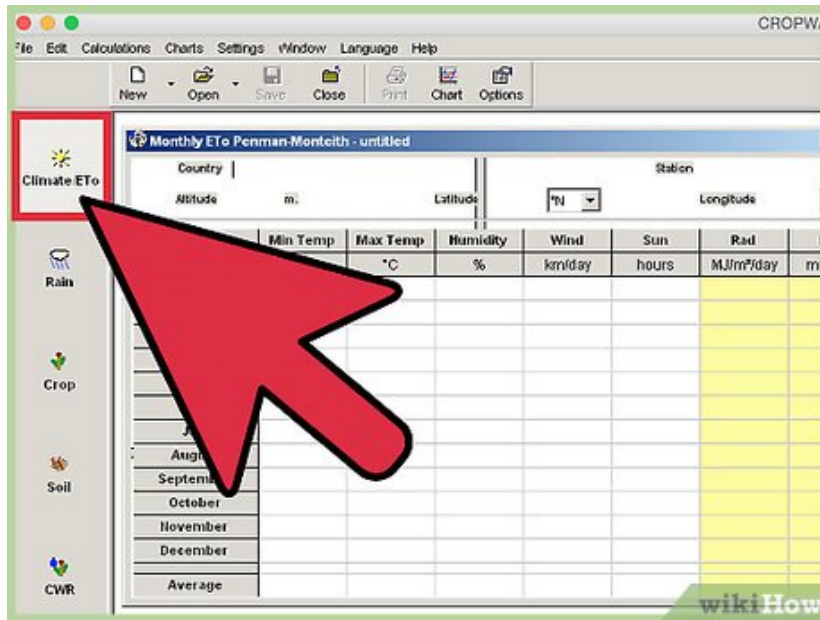 CROPWA
File Edit Calculations Charts Settings Window Language Help
New Open Save Close Print Chart Options
Monthly ETo Penman-Monteith - untitled
Climate/ETo
Country Station
Altitude m. Latitude °N Longitude
Min Temp Max Temp Humidity Wind Sun Rad
°C % km/day hours MJ/m²/day
Rain
Crop
Soil
CWR
September
October
November
December
Average
wikiHow